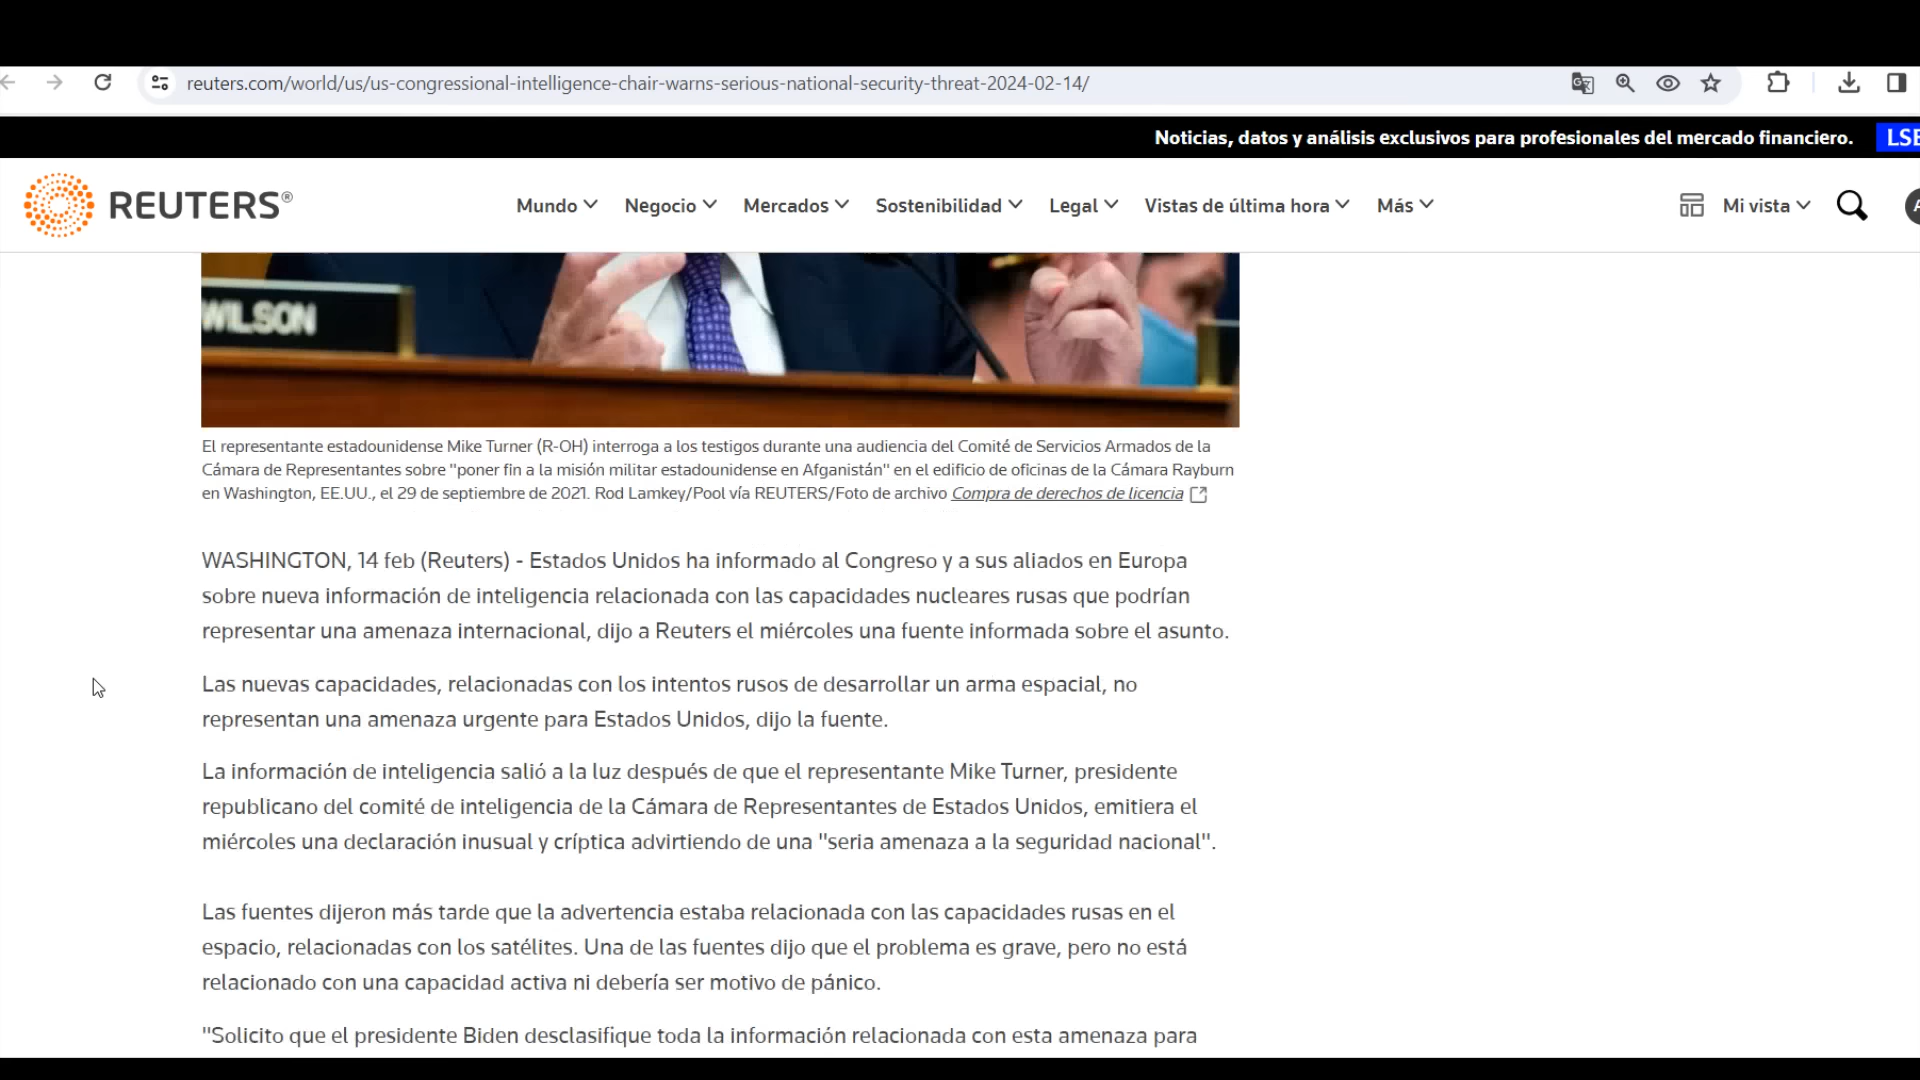 reuters.com/world/us/us-congressional-intelligence-chair-warns-serious-national-security-threat-2024-02-14/
Noticias, datos y análisis exclusivos para profesionales del mercado financiero.
LSE
REUTERS®
Mundo
Negocio
Mercados
Sostenibilidad
Legal
Vistas de última hora
Más
Mi vista
A
WILSON
El representante estadounidense Mike Turner (R-OH) interroga a los testigos durante una audiencia del Comité de Servicios Armados de la
Cámara de Representantes sobre "poner fin a la misión militar estadounidense en Afganistán" en el edificio de oficinas de la Cámara Rayburn
en Washington, EE.UU., el 29 de septiembre de 2021. Rod Lamkey/Pool vía REUTERS/Foto de archivo Compra de derechos de licencia
WASHINGTON, 14 feb (Reuters) - Estados Unidos ha informado al Congreso y a sus aliados en Europa
sobre nueva información de inteligencia relacionada con las capacidades nucleares rusas que podrían
representar una amenaza internacional, dijo a Reuters el miércoles una fuente informada sobre el asunto.
Las nuevas capacidades, relacionadas con los intentos rusos de desarrollar un arma espacial, no
representan una amenaza urgente para Estados Unidos, dijo la fuente.
La información de inteligencia salió a la luz después de que el representante Mike Turner, presidente
republicano del comité de inteligencia de la Cámara de Representantes de Estados Unidos, emitiera el
miércoles una declaración inusual y críptica advirtiendo de una "seria amenaza a la seguridad nacional".
Las fuentes dijeron más tarde que la advertencia estaba relacionada con las capacidades rusas en el
espacio, relacionadas con los satélites. Una de las fuentes dijo que el problema es grave, pero no está
relacionado con una capacidad activa ni debería ser motivo de pánico.
"Solicito que el presidente Biden desclasifique toda la información relacionada con esta amenaza para